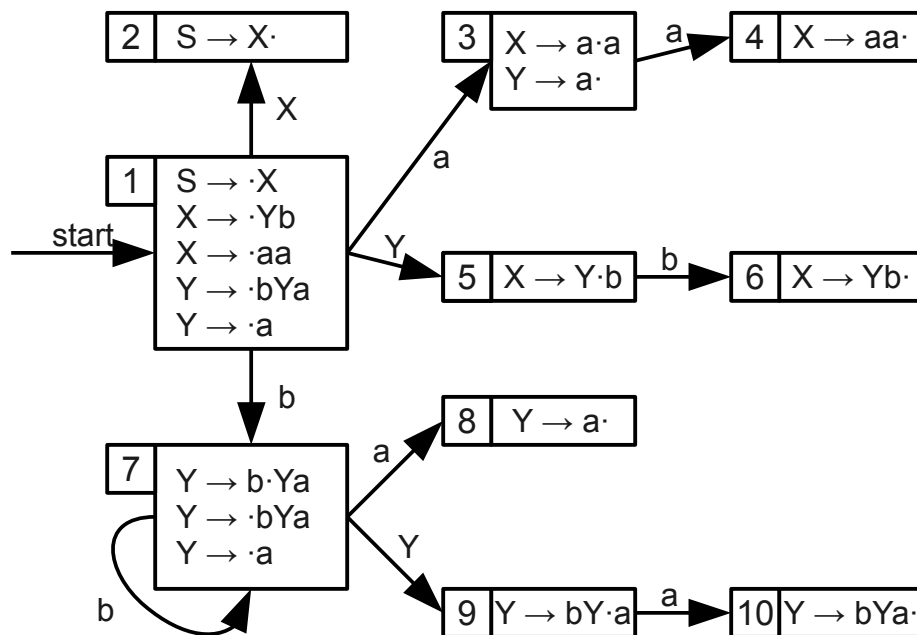 2
S → X·
3
X → a·a
Y → a·
a
4
X → aa·
X
1
S → ·X
X → ·Yb
X → ·aa
Y → ·bYa
Y → ·a
a
start
Y
5
X → Y·b
b
6
X → Yb·
b
7
Y → b·Ya
Y → ·bYa
Y → ·a
a
8
Y → a·
Y
b
9
Y → bY·a
a
10
Y → bYa·